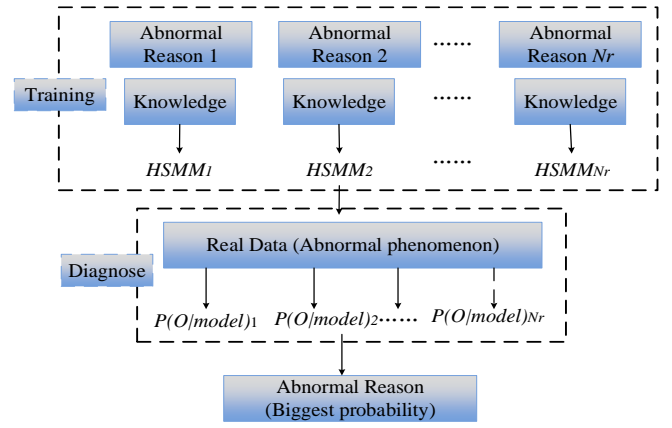 Abnormal Reason 1
Abnormal Reason 2
......
Abnormal Reason Nr
Training
Knowledge
Knowledge
......
Knowledge
HSMM1
HSMM2
......
HSMMNr
Real Data (Abnormal phenomenon)
Diagnose
P(O/model)1
P(O/model)2
......
P(O/model)Nr
Abnormal Reason
(Biggest probability)